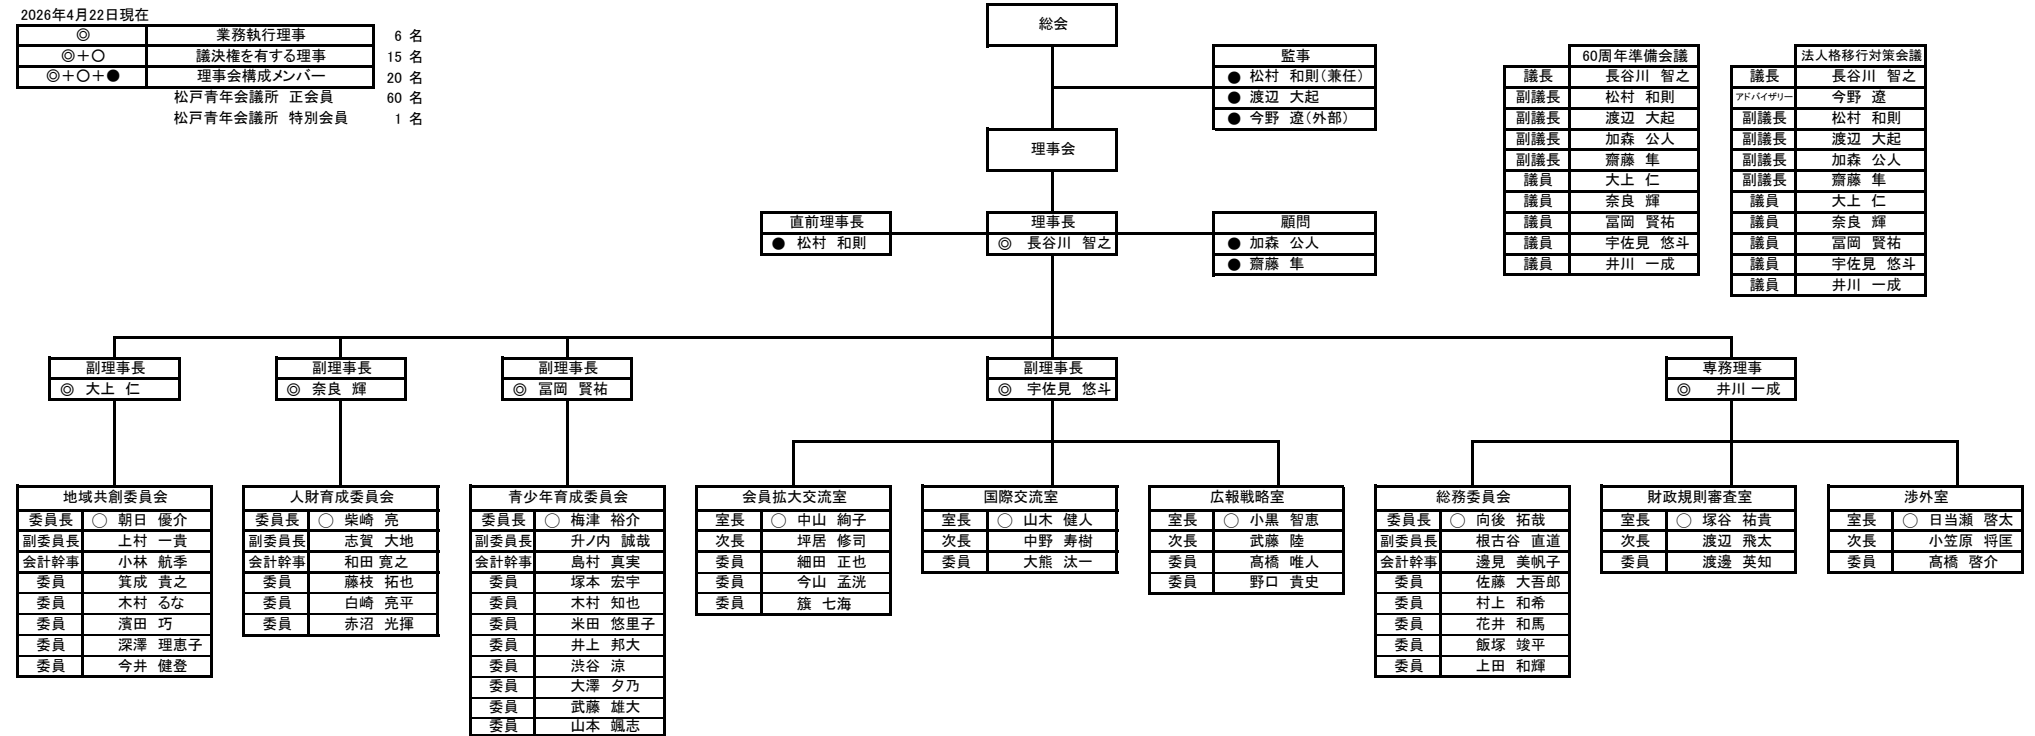 2026年4月22日現在
◎ 業務執行理事 6 名
◎＋〇 議決権を有する理事 15 名
◎＋〇＋● 理事会構成メンバー 20 名
松戸青年会議所 正会員 60 名
松戸青年会議所 特別会員 1 名
総会
監事
● 松村 和則（兼任）
● 渡辺 大起
● 今野 遼（外部）
理事会
直前理事長
● 松村 和則
理事長
◎ 長谷川 智之
顧問
● 加森 公人
● 齋藤 隼
60周年準備会議
議長 長谷川 智之
副議長 松村 和則
副議長 渡辺 大起
副議長 加森 公人
副議長 齋藤 隼
議員 大上 仁
議員 奈良 輝
議員 冨岡 賢祐
議員 宇佐見 悠斗
議員 井川 一成
法人格移行対策会議
議長 長谷川 智之
アドバイザリー 今野 遼
副議長 松村 和則
副議長 渡辺 大起
副議長 加森 公人
副議長 齋藤 隼
議員 大上 仁
議員 奈良 輝
議員 冨岡 賢祐
議員 宇佐見 悠斗
議員 井川 一成
副理事長
◎ 大上 仁
副理事長
◎ 奈良 輝
副理事長
◎ 冨岡 賢祐
副理事長
◎ 宇佐見 悠斗
専務理事
◎ 井川 一成
地域共創委員会
委員長 〇 朝日 優介
副委員長 上村 一貴
会計幹事 小林 航季
委員 箕成 貴之
委員 木村 るな
委員 濱田 巧
委員 深澤 理恵子
委員 今井 健登
人財育成委員会
委員長 〇 柴崎 亮
副委員長 志賀 大地
会計幹事 和田 寛之
委員 藤枝 拓也
委員 白崎 亮平
委員 赤沼 光揮
青少年育成委員会
委員長 〇 梅津 裕介
副委員長 升ノ内 誠哉
会計幹事 島村 真実
委員 塚本 宏宇
委員 木村 知也
委員 米田 悠里子
委員 井上 邦大
委員 渋谷 涼
委員 大澤 夕乃
委員 武藤 雄大
委員 山本 颯志
会員拡大交流室
室長 〇 中山 絢子
次長 坪居 修司
委員 細田 正也
委員 今山 孟洸
委員 籏 七海
国際交流室
室長 〇 山木 健人
次長 中野 寿樹
委員 大熊 汰一
広報戦略室
室長 〇 小黒 智恵
次長 武藤 陸
委員 髙橋 唯人
委員 野口 貴史
総務委員会
委員長 〇 向後 拓哉
副委員長 根古谷 直道
会計幹事 邊見 美帆子
委員 佐藤 大吾郎
委員 村上 和希
委員 花井 和馬
委員 飯塚 竣平
委員 上田 和輝
財政規則審査室
室長 〇 塚谷 祐貴
次長 渡辺 飛太
委員 渡邊 英知
渉外室
室長 〇 日当瀬 啓太
次長 小笠原 将匡
委員 髙橋 啓介